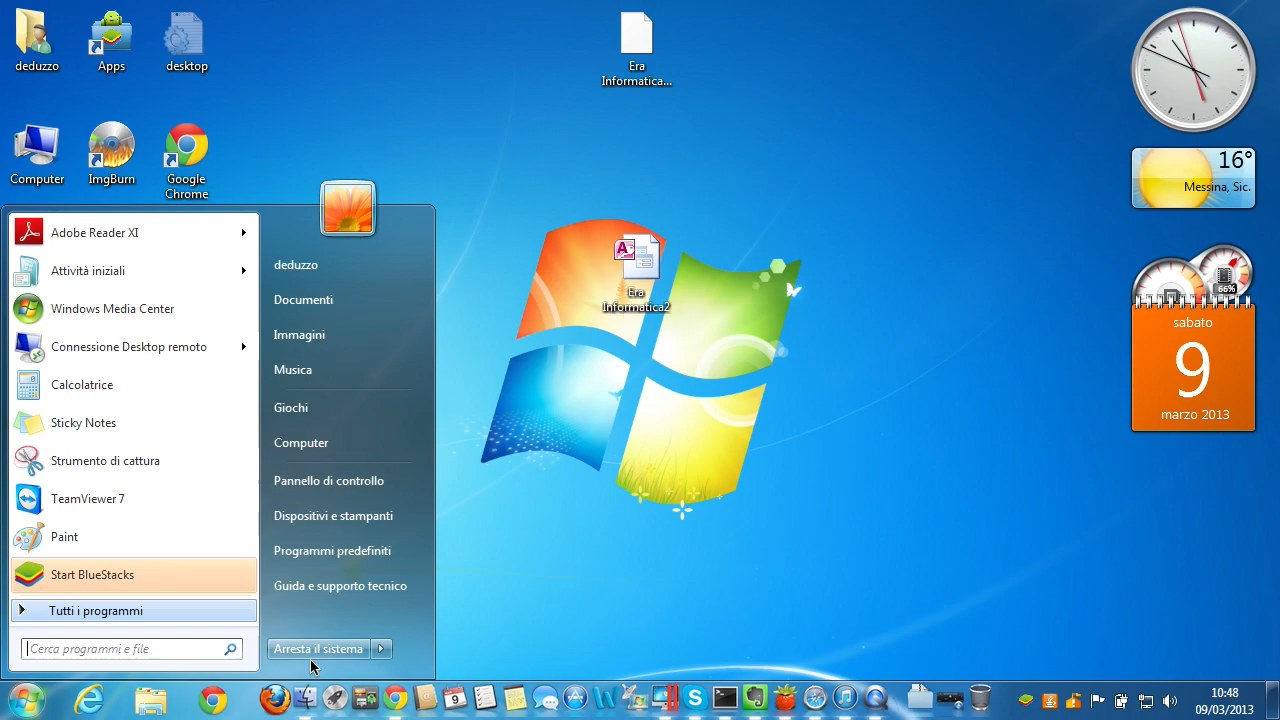 deduzzo
Apps
desktop
Era
Informatica...
Computer
ImgBurn
Google
Chrome
16°
Messina, Sic.
66%
sabato
9
marzo 2013
Era
Informatica2
Adobe Reader XI
Attività iniziali
Windows Media Center
Connessione Desktop remoto
Calcolatrice
Sticky Notes
Strumento di cattura
TeamViewer 7
Paint
Start BlueStacks
Tutti i programmi
Cerca programmi e file
deduzzo
Documenti
Immagini
Musica
Giochi
Computer
Pannello di controllo
Dispositivi e stampanti
Programmi predefiniti
Guida e supporto tecnico
Arresta il sistema
10:48
09/03/2013